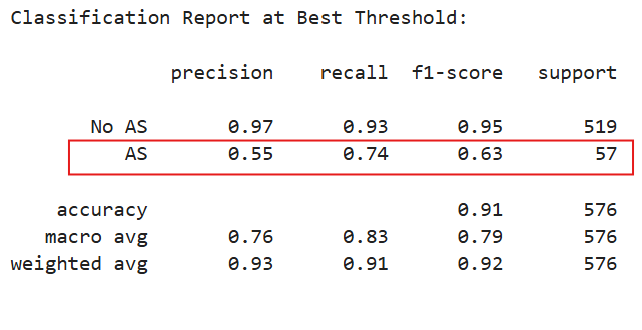 Classification Report at Best Threshold:
precision recall f1-score support
No AS 0.97 0.93 0.95 519
AS 0.55 0.74 0.63 57
accuracy 0.91 576
macro avg 0.76 0.83 0.79 576
weighted avg 0.93 0.91 0.92 576